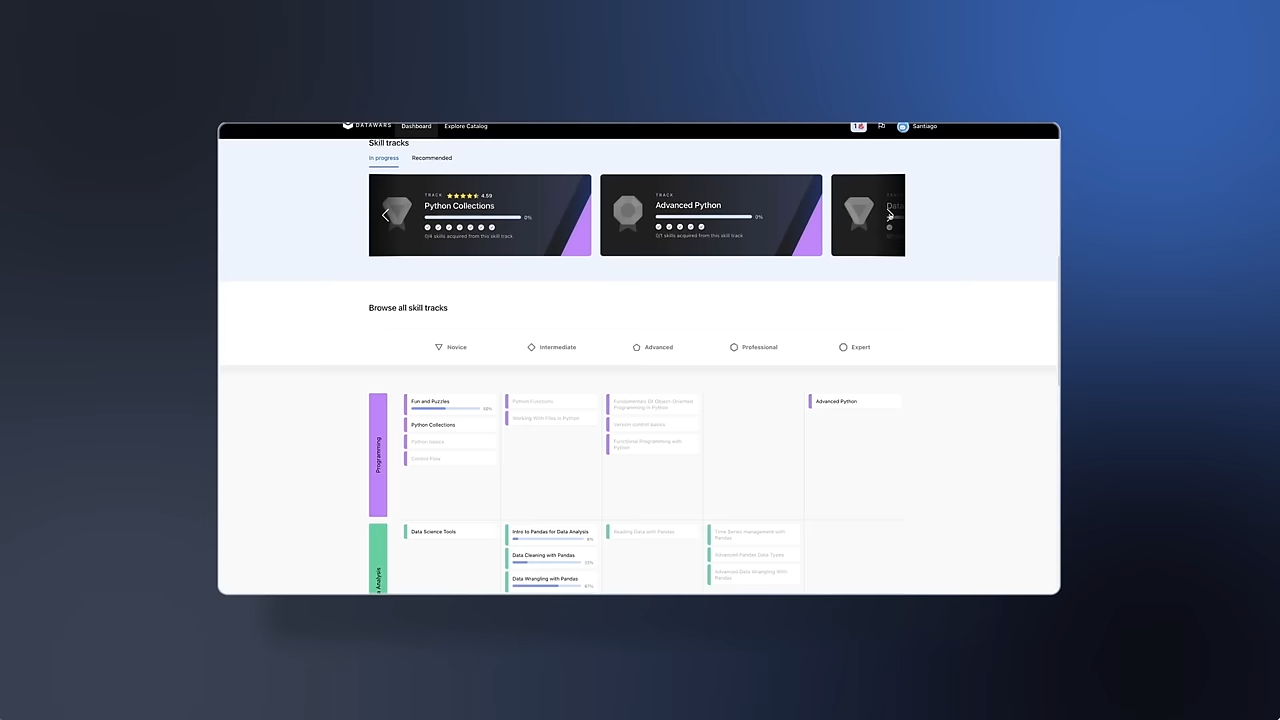 DATAWARS Dashboard Explore Catalog 1 Santiago
Skill tracks
In progress Recommended
TRACK 4.59
Python Collections
0%
0/4 skills acquired from this skill track.
TRACK
Advanced Python
0%
0/1 skills acquired from this skill track.
Data
Browse all skill tracks
Novice Intermediate Advanced Professional Expert
Programming
Fun and Puzzles
50%
Python Collections
Python basics
Control Flow
Python Functions
Working With Files in Python
Fundamentals Of Object-Oriented
Programming in Python
Version control basics
Functional Programming with
Python
Advanced Python
Analysis
Data Science Tools
Intro to Pandas for Data Analysis
8%
Data Cleaning with Pandas
Data Wrangling with Pandas
Reading Data with Pandas
Time Series management with
Pandas
Advanced Pandas Data Types
Advanced Data Wrangling With
Pandas